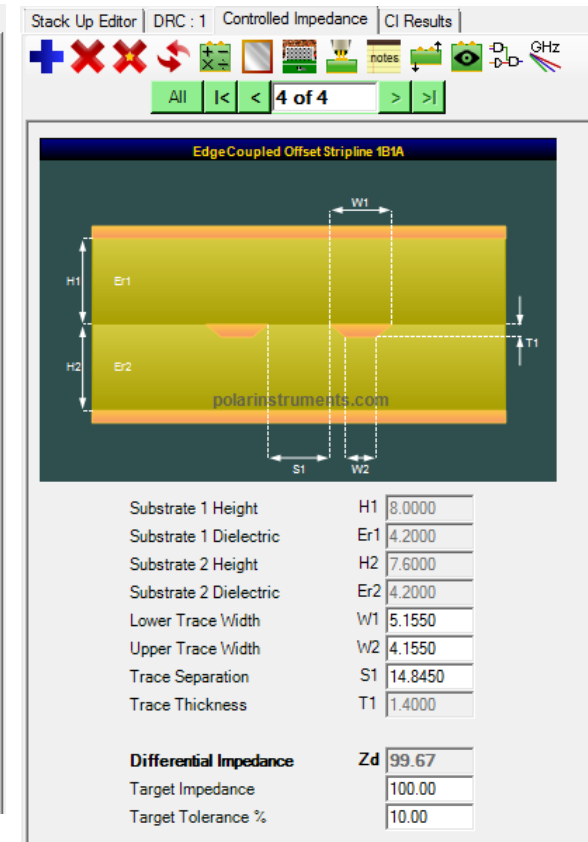 Stack Up Editor DRC : 1 Controlled Impedance CI Results
notes GHz
All |< < 4 of 4 > >|
Edge Coupled Offset Stripline 1B1A
W1
H1 Er1
T1
H2 Er2
polarinstruments.com
S1 W2
Substrate 1 Height H1 8.0000
Substrate 1 Dielectric Er1 4.2000
Substrate 2 Height H2 7.6000
Substrate 2 Dielectric Er2 4.2000
Lower Trace Width W1 5.1550
Upper Trace Width W2 4.1550
Trace Separation S1 14.8450
Trace Thickness T1 1.4000
Differential Impedance Zd 99.67
Target Impedance 100.00
Target Tolerance % 10.00